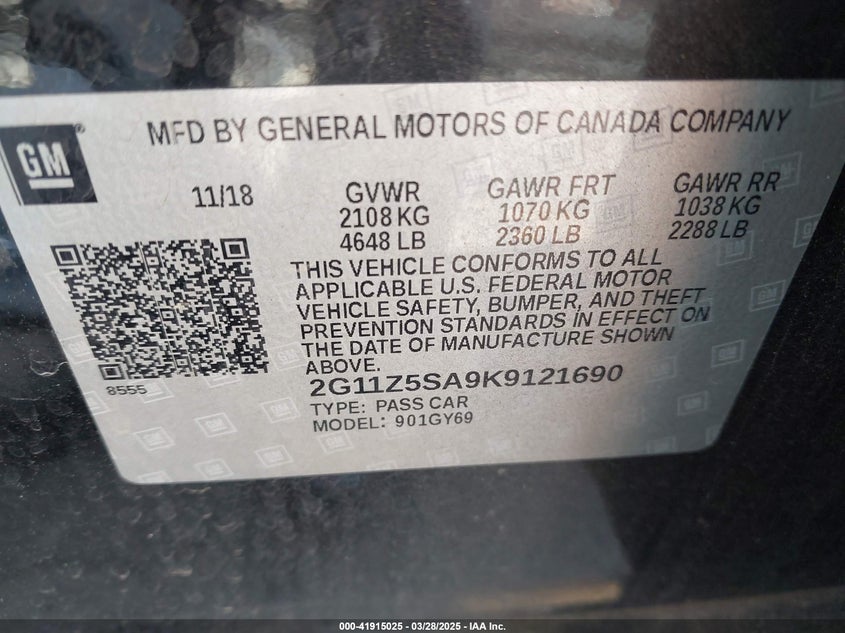 GM
MFD BY GENERAL MOTORS OF CANADA COMPANY
11/18
GVWR
2108 KG
4648 LB
GAWR FRT
1070 KG
2360 LB
GAWR RR
1038 KG
2288 LB
THIS VEHICLE CONFORMS TO ALL
APPLICABLE U.S. FEDERAL MOTOR
VEHICLE SAFETY, BUMPER, AND THEFT
PREVENTION STANDARDS IN EFFECT ON
THE DATE OF MANUFACTURE SHOWN
ABOVE.
8555
2G11Z5SA9K9121690
TYPE: PASS CAR
MODEL: 901GY69
000-41915025 — 03/28/2025 — IAA Inc.